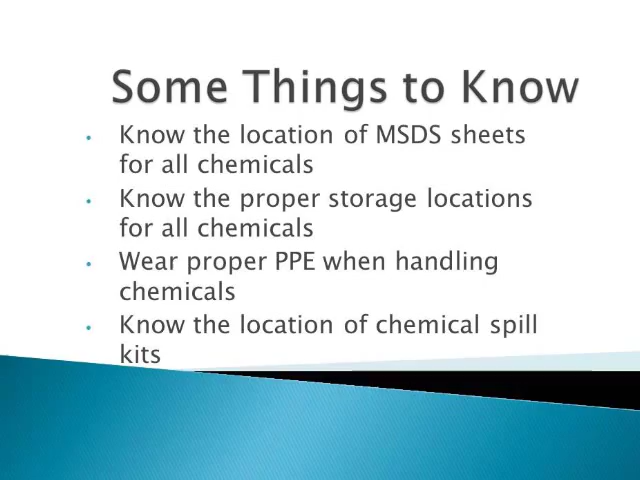 Some Things to Know
• Know the location of MSDS sheets
for all chemicals
• Know the proper storage locations
for all chemicals
• Wear proper PPE when handling
chemicals
• Know the location of chemical spill
kits